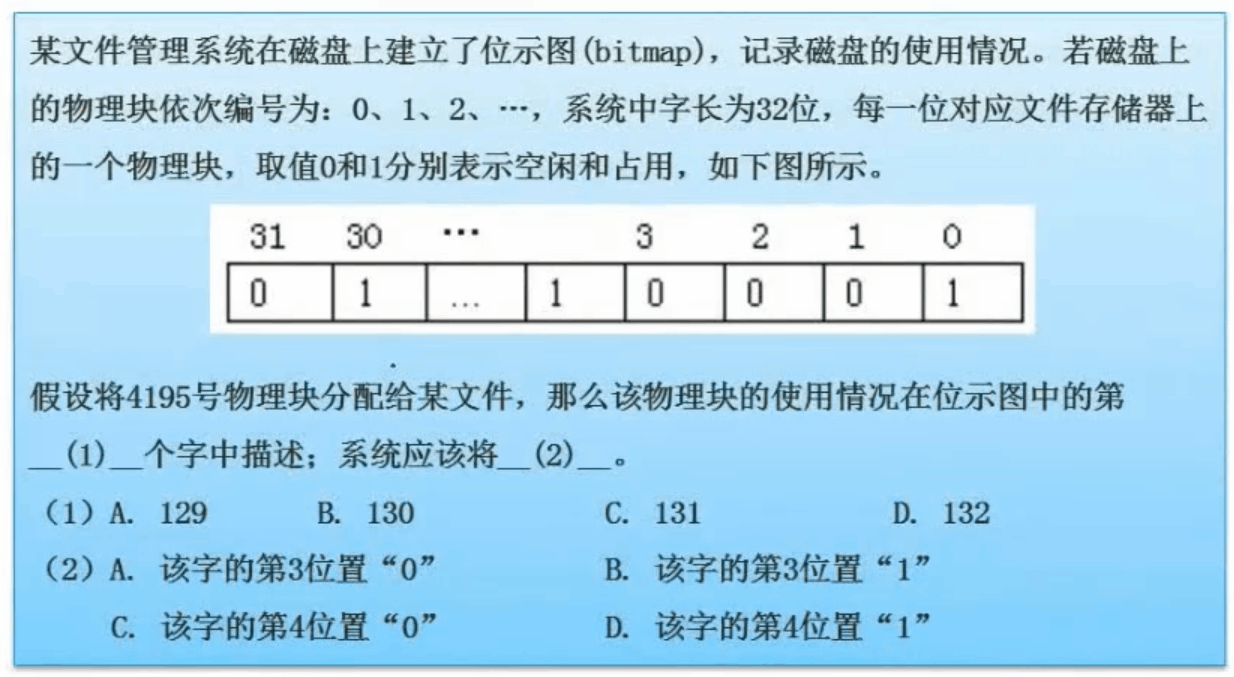 某文件管理系统在磁盘上建立了位示图(bitmap)，记录磁盘的使用情况。若磁盘上
的物理块依次编号为：0、1、2、…，系统中字长为32位，每一位对应文件存储器上
的一个物理块，取值0和1分别表示空闲和占用，如下图所示。
31 30 … 3 2 1 0
0 1 … 1 0 0 0 1
假设将4195号物理块分配给某文件，那么该物理块的使用情况在位示图中的第
__(1)__个字中描述；系统应该将__(2)__。
（1）A. 129 B. 130 C. 131 D. 132
（2）A. 该字的第3位置“0” B. 该字的第3位置“1”
C. 该字的第4位置“0” D. 该字的第4位置“1”